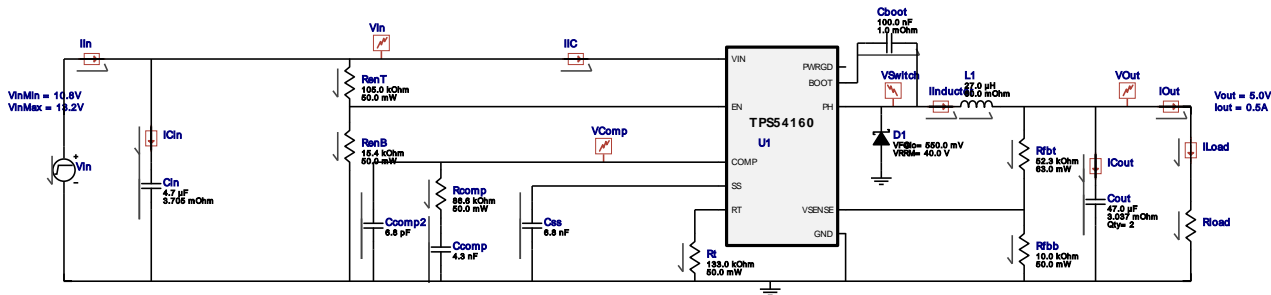 Cboot
100.0 nF
1.0 mOhm
Iin
Vin
IIC
VIN
PWRGD
BOOT
VSwitch
L1
27.0 µH
VOut
IInductor
IOut
VinMin = 10.8V
VinMax = 13.2V
Vout = 5.0V
Iout = 0.5A
RenT
105.0 kOhm
50.0 mW
EN
PH
TPS54160
U1
D1
VF@Io= 550.0 mV
VRRM= 40.0 V
ICin
VComp
RenB
15.4 kOhm
50.0 mW
COMP
Rfbt
52.3 kOhm
63.0 mW
ICout
ILoad
Vin
+
-
Cin
4.7 µF
3.705 mOhm
Rcomp
86.6 kOhm
50.0 mW
SS
RT
VSENSE
GND
Cout
47.0 µF
3.037 mOhm
Qty= 2
Rload
Ccomp2
6.8 pF
Ccomp
4.3 nF
Css
6.8 nF
Rt
133.0 kOhm
50.0 mW
Rfbb
10.0 kOhm
50.0 mW